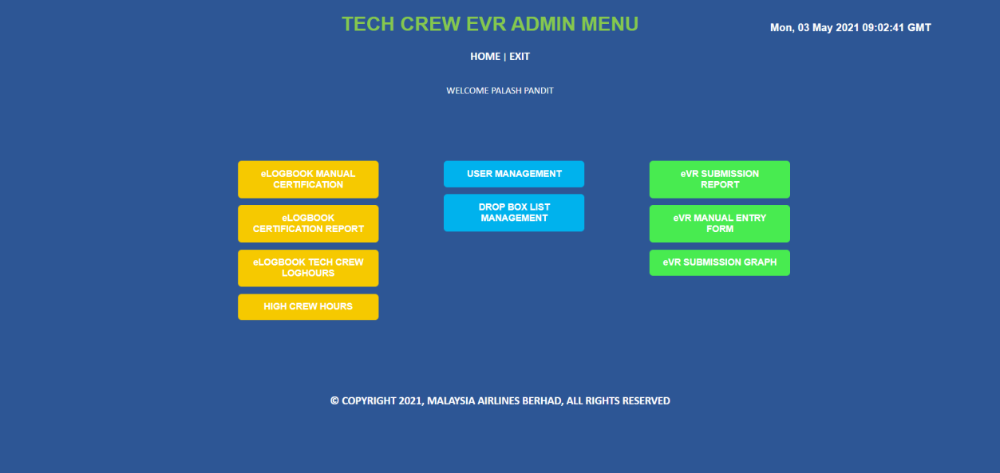 TECH CREW EVR ADMIN MENU
Mon, 03 May 2021 09:02:41 GMT
HOME | EXIT
WELCOME PALASH PANDIT
eLOGBOOK MANUAL
CERTIFICATION
eLOGBOOK
CERTIFICATION REPORT
eLOGBOOK TECH CREW
LOGHOURS
HIGH CREW HOURS
USER MANAGEMENT
DROP BOX LIST
MANAGEMENT
eVR SUBMISSION
REPORT
eVR MANUAL ENTRY
FORM
eVR SUBMISSION GRAPH
© COPYRIGHT 2021, MALAYSIA AIRLINES BERHAD, ALL RIGHTS RESERVED